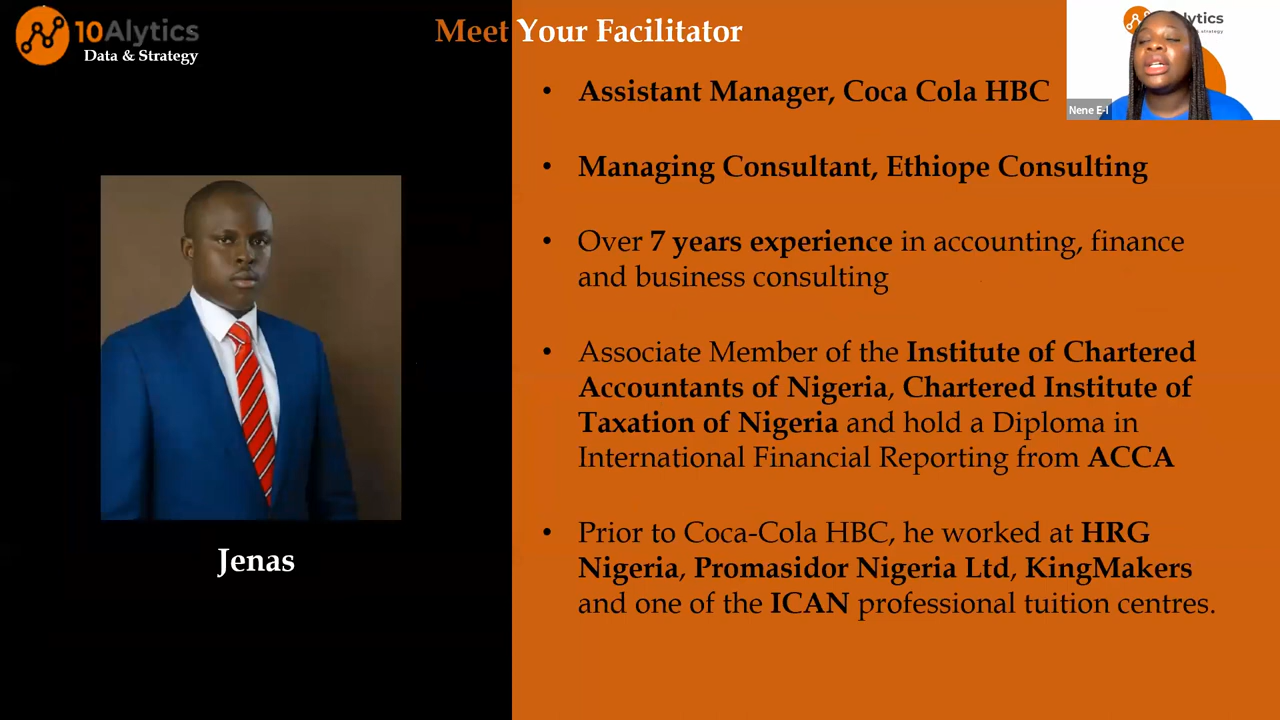 10Alytics
Data & Strategy
Meet Your Facilitator
• Assistant Manager, Coca Cola HBC
Nene E-I
• Managing Consultant, Ethiope Consulting
• Over 7 years experience in accounting, finance
and business consulting
• Associate Member of the Institute of Chartered
Accountants of Nigeria, Chartered Institute of
Taxation of Nigeria and hold a Diploma in
International Financial Reporting from ACCA
• Prior to Coca-Cola HBC, he worked at HRG
Nigeria, Promasidor Nigeria Ltd, KingMakers
and one of the ICAN professional tuition centres.
Jenas